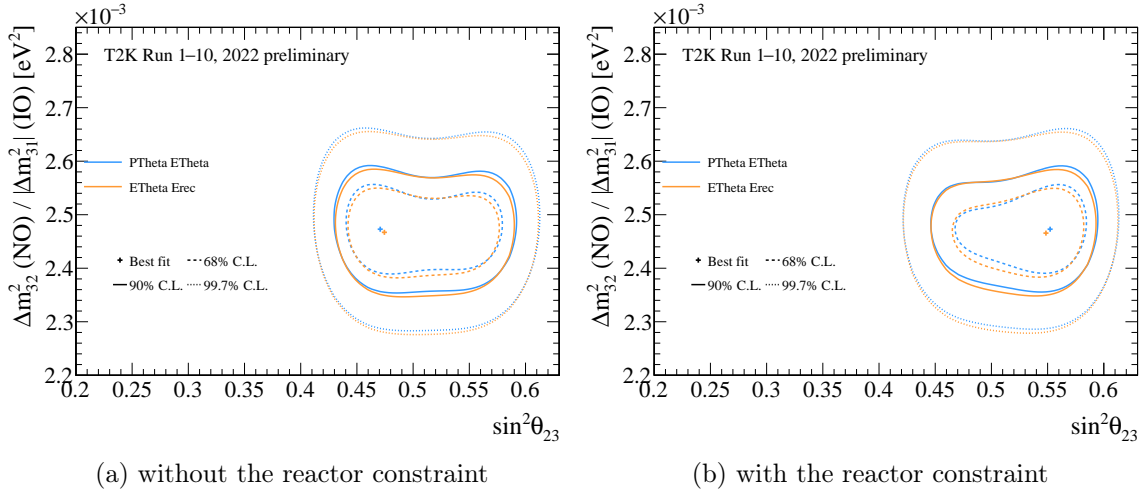 ×10⁻³
T2K Run 1–10, 2022 preliminary
PTheta ETheta
ETheta Erec
Best fit
68% C.L.
90% C.L.
99.7% C.L.
2.8
2.7
2.6
2.5
2.4
2.3
2.2
0.2 0.25 0.3 0.35 0.4 0.45 0.5 0.55 0.6
Δm²₃₂ (NO) / |Δm²₃₁| (IO) [eV²]
sin²θ₂₃
(a) without the reactor constraint
×10⁻³
T2K Run 1–10, 2022 preliminary
PTheta ETheta
ETheta Erec
Best fit
68% C.L.
90% C.L.
99.7% C.L.
2.8
2.7
2.6
2.5
2.4
2.3
2.2
0.2 0.25 0.3 0.35 0.4 0.45 0.5 0.55 0.6
Δm²₃₂ (NO) / |Δm²₃₁| (IO) [eV²]
sin²θ₂₃
(b) with the reactor constraint